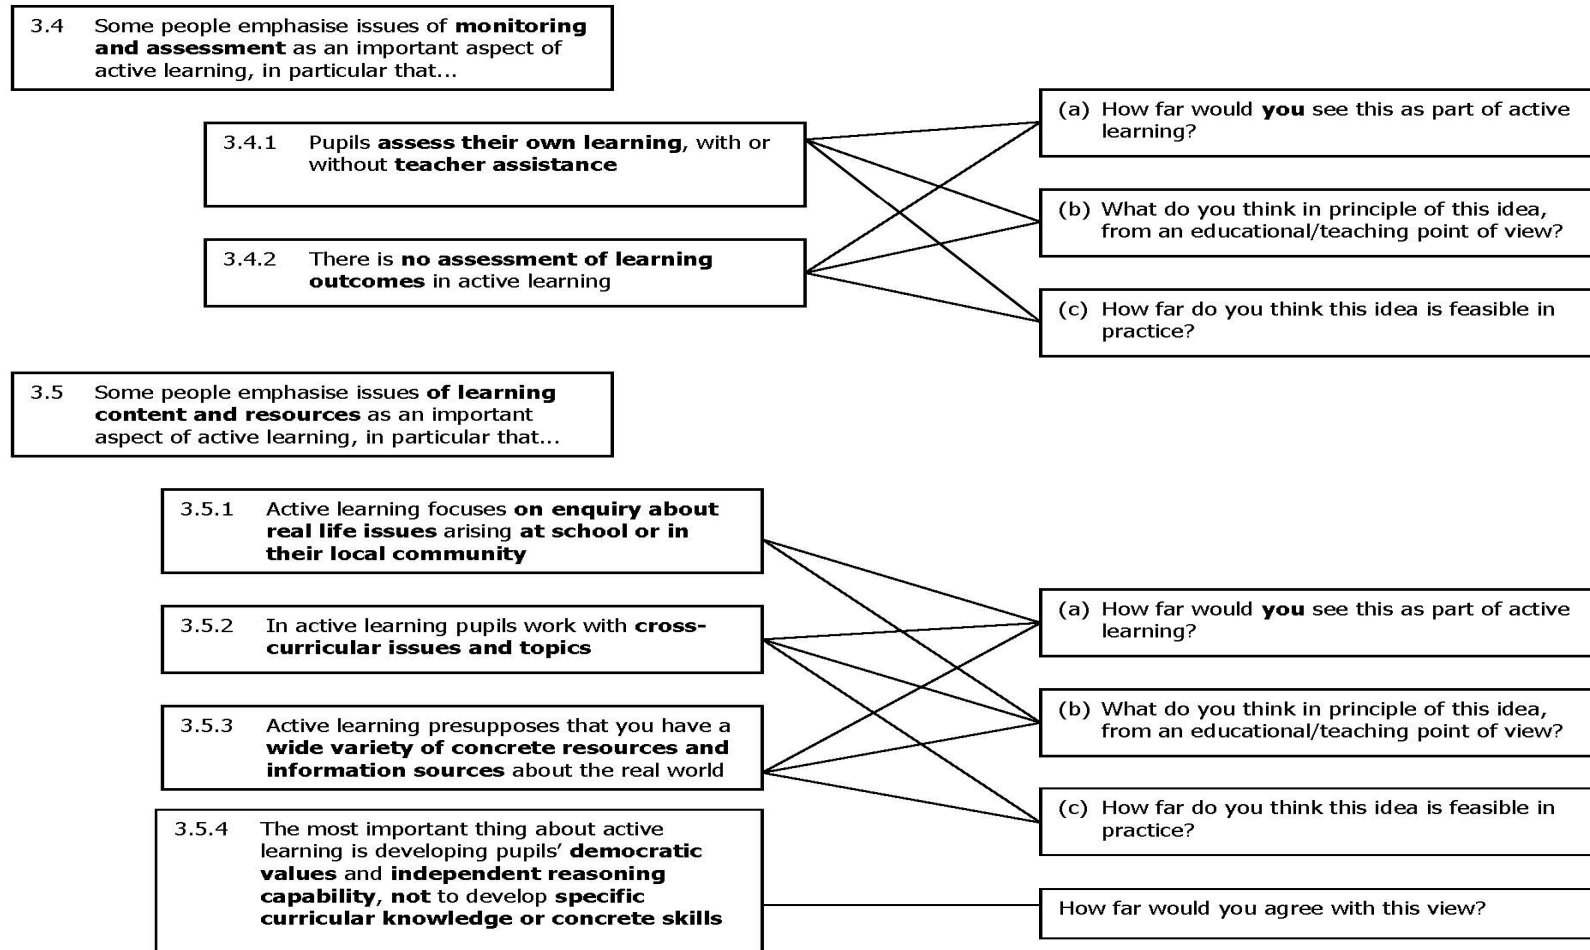 3.4 Some people emphasise issues of monitoring
and assessment as an important aspect of
active learning, in particular that...
3.4.1 Pupils assess their own learning, with or
without teacher assistance
3.4.2 There is no assessment of learning
outcomes in active learning
(a) How far would you see this as part of active
learning?
(b) What do you think in principle of this idea,
from an educational/teaching point of view?
(c) How far do you think this idea is feasible in
practice?
3.5 Some people emphasise issues of learning
content and resources as an important
aspect of active learning, in particular that...
3.5.1 Active learning focuses on enquiry about
real life issues arising at school or in
their local community
3.5.2 In active learning pupils work with cross-
curricular issues and topics
3.5.3 Active learning presupposes that you have a
wide variety of concrete resources and
information sources about the real world
(a) How far would you see this as part of active
learning?
(b) What do you think in principle of this idea,
from an educational/teaching point of view?
(c) How far do you think this idea is feasible in
practice?
3.5.4 The most important thing about active
learning is developing pupils' democratic
values and independent reasoning
capability, not to develop specific
curricular knowledge or concrete skills
How far would you agree with this view?